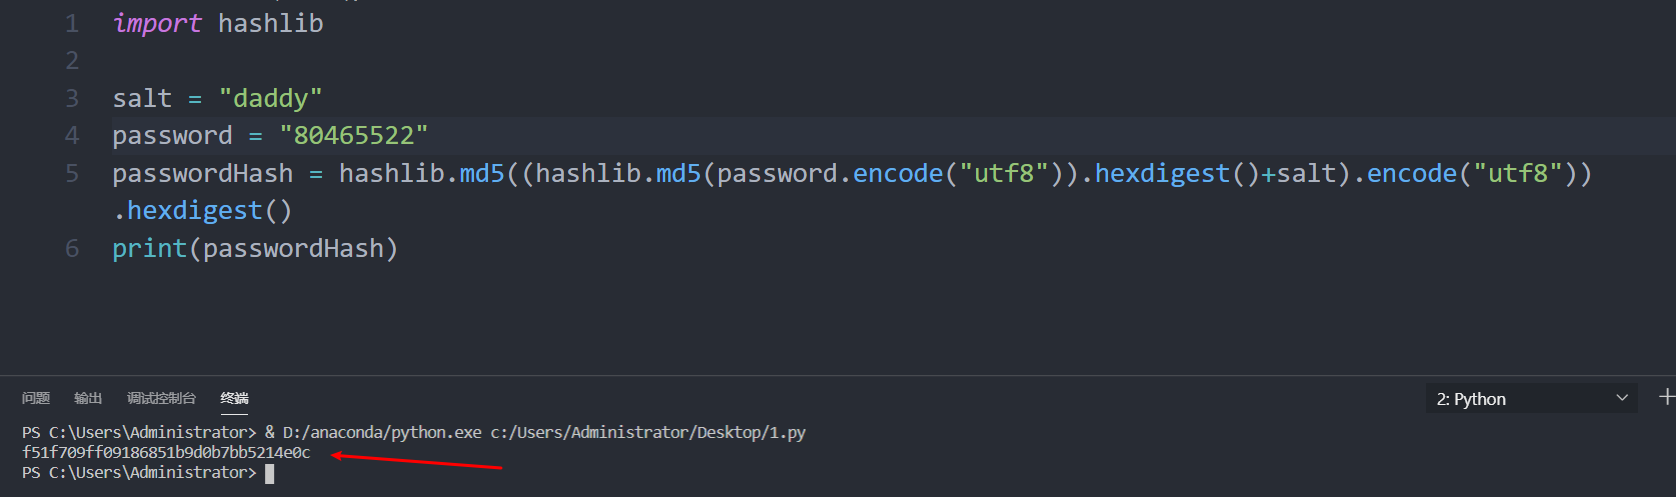 1 import hashlib
2
3 salt = "daddy"
4 password = "80465522"
5 passwordHash = hashlib.md5((hashlib.md5(password.encode("utf8")).hexdigest()+salt).encode("utf8"))
.hexdigest()
6 print(passwordHash)
问题 输出 调试控制台 终端 2: Python
PS C:\Users\Administrator> & D:/anaconda/python.exe c:/Users/Administrator/Desktop/1.py
f51f709ff09186851b9d0b7bb5214e0c
PS C:\Users\Administrator>